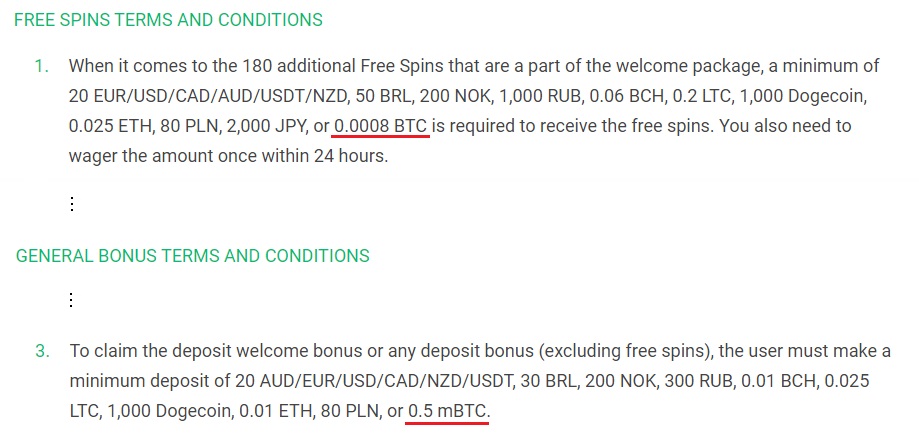 FREE SPINS TERMS AND CONDITIONS
1. When it comes to the 180 additional Free Spins that are a part of the welcome package, a minimum of
20 EUR/USD/CAD/AUD/USDT/NZD, 50 BRL, 200 NOK, 1,000 RUB, 0.06 BCH, 0.2 LTC, 1,000 Dogecoin,
0.025 ETH, 80 PLN, 2,000 JPY, or 0.0008 BTC is required to receive the free spins. You also need to
wager the amount once within 24 hours.
⋮
GENERAL BONUS TERMS AND CONDITIONS
⋮
3. To claim the deposit welcome bonus or any deposit bonus (excluding free spins), the user must make a
minimum deposit of 20 AUD/EUR/USD/CAD/NZD/USDT, 30 BRL, 200 NOK, 300 RUB, 0.01 BCH, 0.025
LTC, 1,000 Dogecoin, 0.01 ETH, 80 PLN, or 0.5 mBTC.